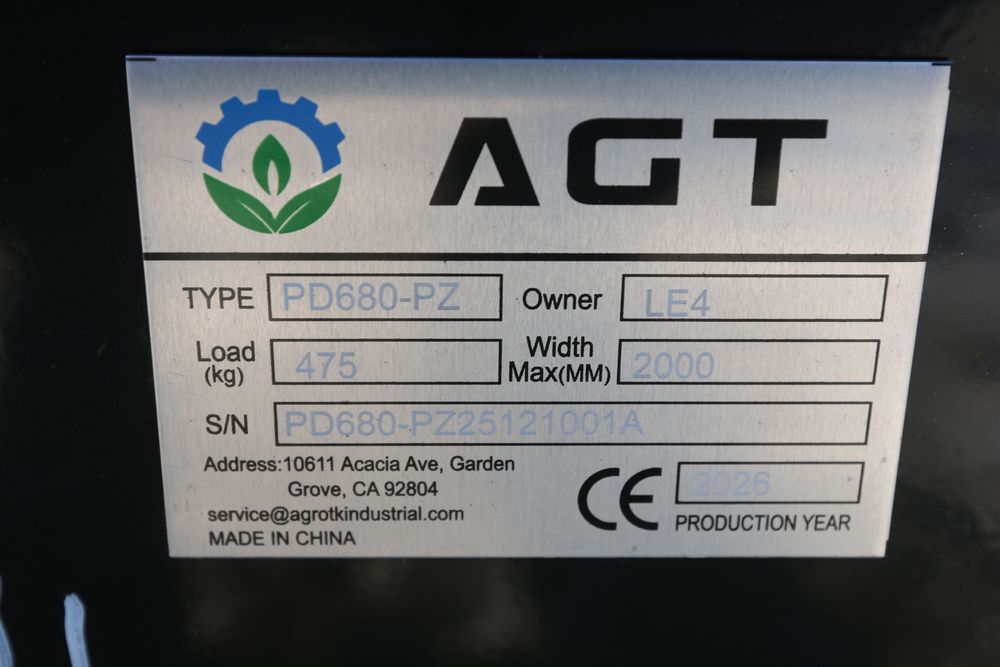 AGT
TYPE PD680-PZ Owner LE4
Load (kg) 475 Width Max(MM) 2000
S/N PD680-PZ25121001A
Address:10611 Acacia Ave, Garden
Grove, CA 92804
service@agrotkindustrial.com
MADE IN CHINA
CE 2026
PRODUCTION YEAR